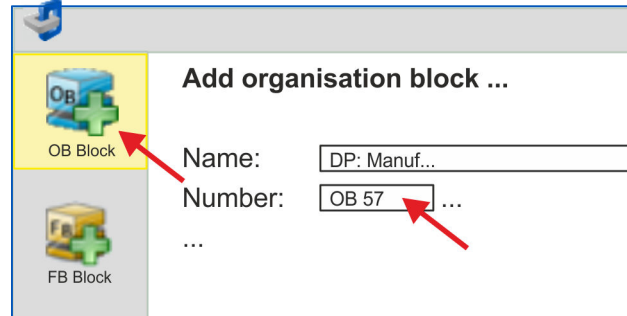 Add organisation block ...
OB
OB Block
Name: DP: Manuf...
Number: OB 57 ...
...
FB
FB Block